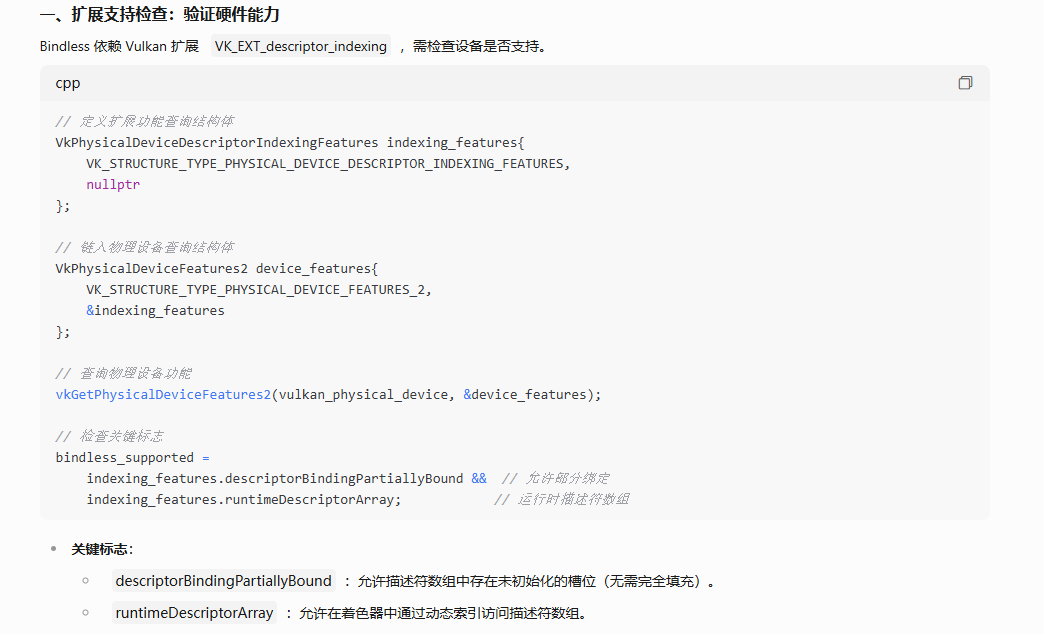 一、扩展支持检查：验证硬件能力
Bindless 依赖 Vulkan 扩展 VK_EXT_descriptor_indexing ，需检查设备是否支持。
cpp
// 定义扩展功能查询结构体
VkPhysicalDeviceDescriptorIndexingFeatures indexing_features{
    VK_STRUCTURE_TYPE_PHYSICAL_DEVICE_DESCRIPTOR_INDEXING_FEATURES,
    nullptr
};
// 链入物理设备查询结构体
VkPhysicalDeviceFeatures2 device_features{
    VK_STRUCTURE_TYPE_PHYSICAL_DEVICE_FEATURES_2,
    &indexing_features
};
// 查询物理设备功能
vkGetPhysicalDeviceFeatures2(vulkan_physical_device, &device_features);
// 检查关键标志
bindless_supported =
    indexing_features.descriptorBindingPartiallyBound &&  // 允许部分绑定
    indexing_features.runtimeDescriptorArray;            // 运行时描述符数组
• 关键标志：
○ descriptorBindingPartiallyBound ：允许描述符数组中存在未初始化的槽位（无需完全填充）。
○ runtimeDescriptorArray ：允许在着色器中通过动态索引访问描述符数组。